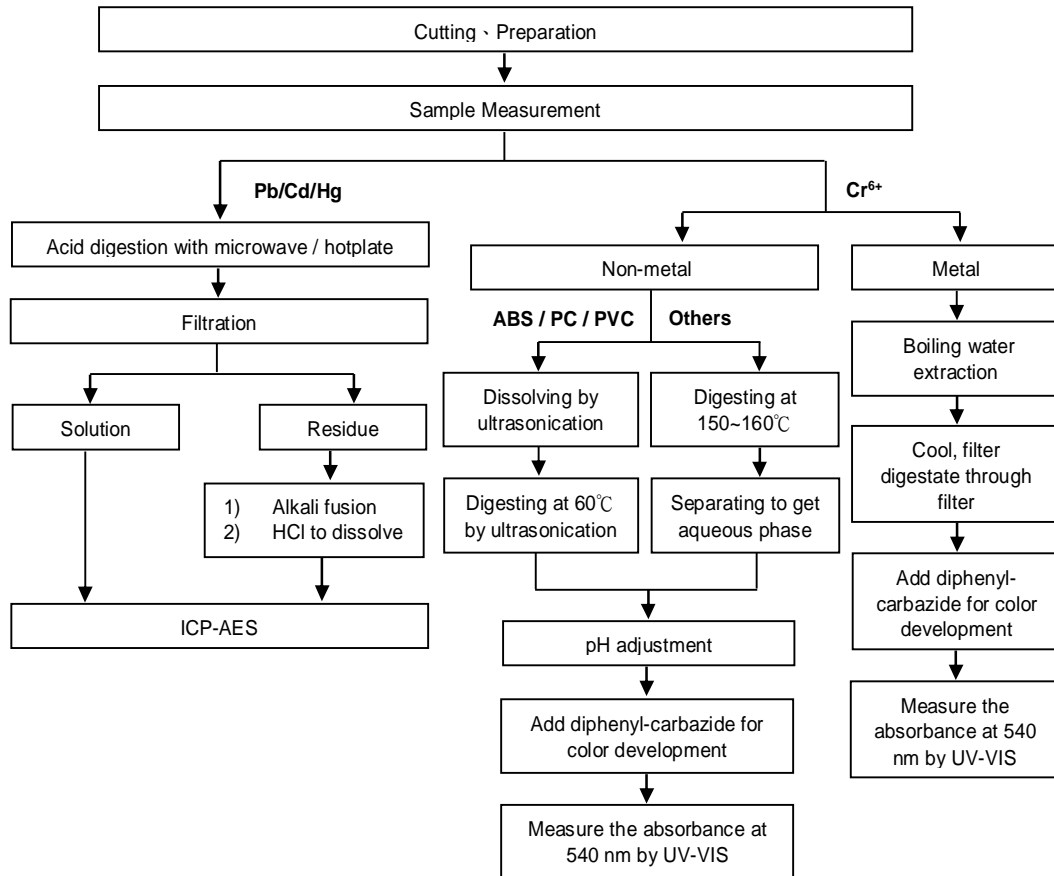 Cutting、Preparation
Sample Measurement
Pb/Cd/Hg
Cr⁶⁺
Acid digestion with microwave / hotplate
Non-metal
Metal
Filtration
ABS / PC / PVC
Others
Boiling water
extraction
Solution
Residue
Dissolving by
ultrasonication
Digesting at
150~160℃
Cool, filter
digestate through
filter
1) Alkali fusion
2) HCl to dissolve
Digesting at 60℃
by ultrasonication
Separating to get
aqueous phase
Add diphenyl-
carbazide for color
development
ICP-AES
pH adjustment
Measure the
absorbance at 540
nm by UV-VIS
Add diphenyl-carbazide for
color development
Measure the absorbance at
540 nm by UV-VIS